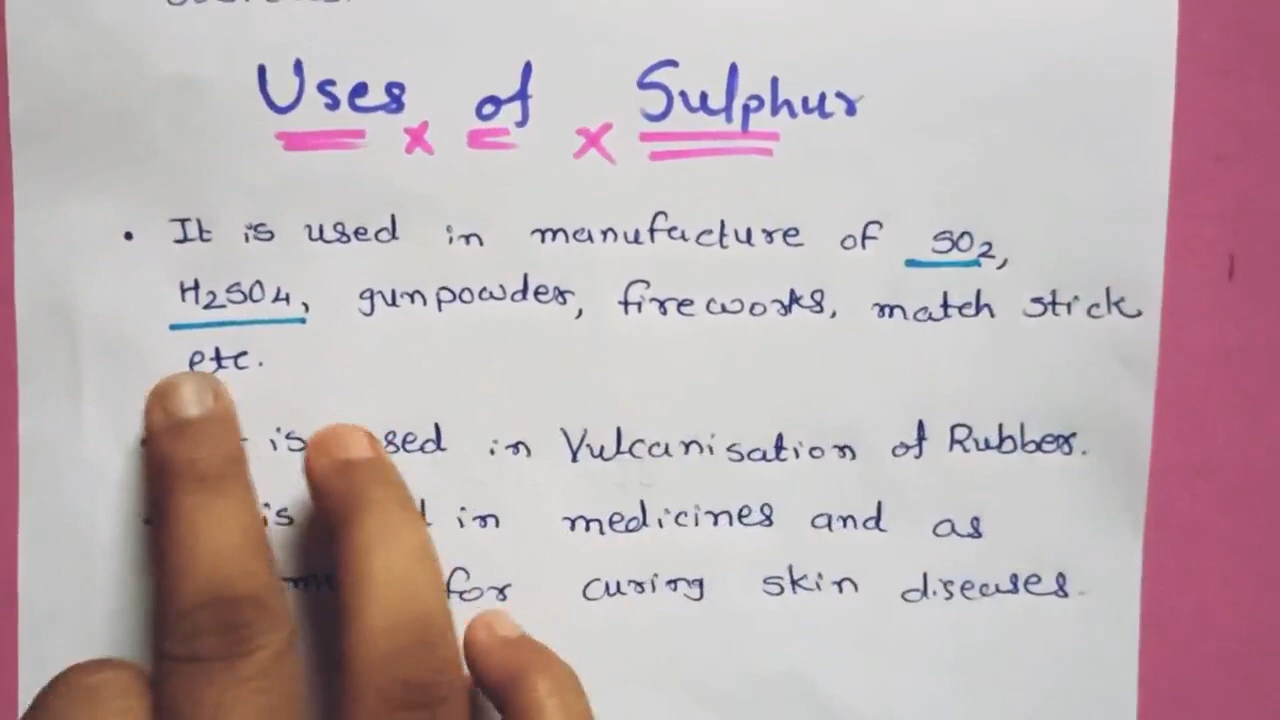 Uses of Sulphur
• It is used in manufacture of SO2,
H2SO4, gunpowder, fireworks, match stick
etc.
is used in Vulcanisation of Rubber.
is in medicines and as
for curing skin diseases.